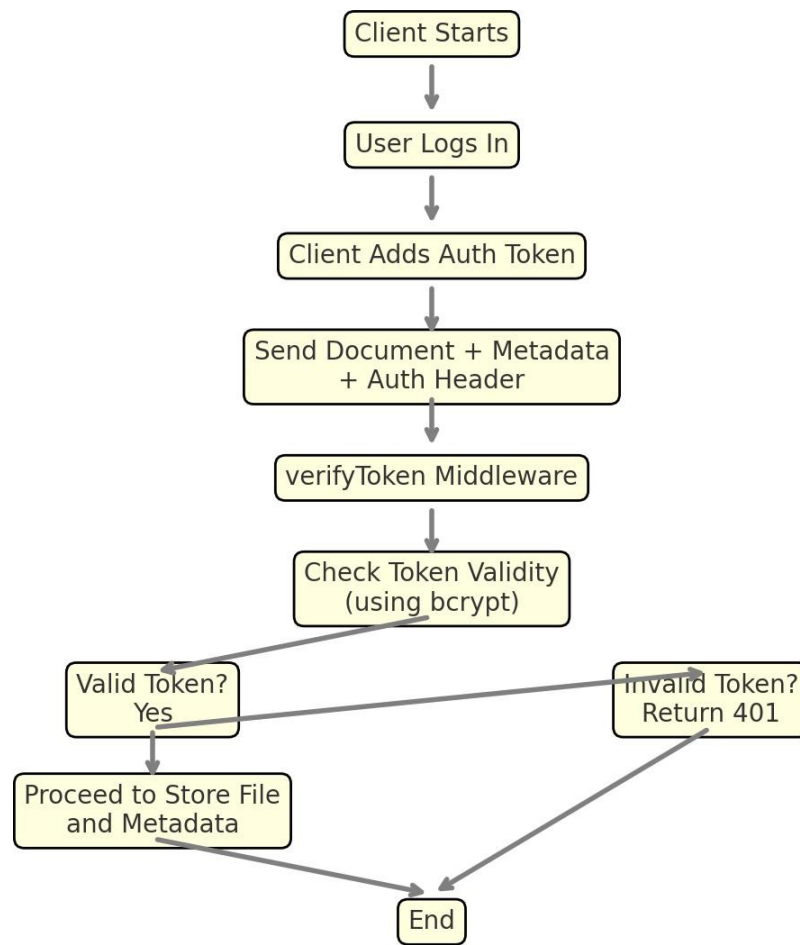 Client Starts
User Logs In
Client Adds Auth Token
Send Document + Metadata
+ Auth Header
verifyToken Middleware
Check Token Validity
(using bcrypt)
Valid Token?
Yes
Invalid Token?
Return 401
Proceed to Store File
and Metadata
End